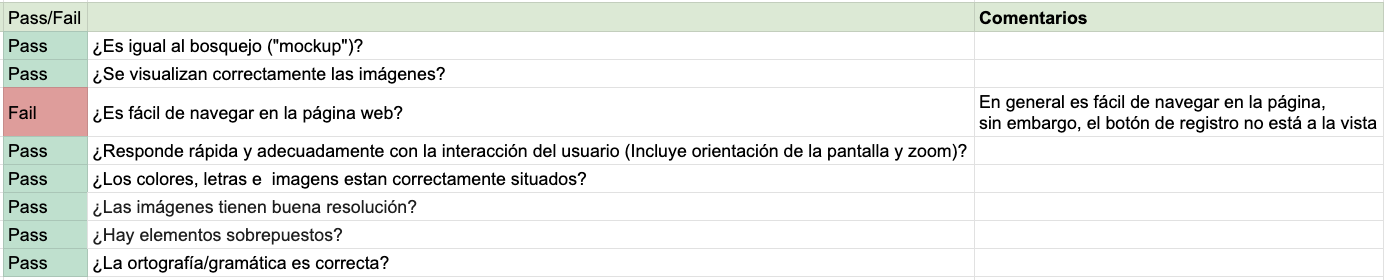 Pass/Fail Comentarios
Pass ¿Es igual al bosquejo ("mockup")?
Pass ¿Se visualizan correctamente las imágenes?
Fail ¿Es fácil de navegar en la página web? En general es fácil de navegar en la página,
sin embargo, el botón de registro no está a la vista
Pass ¿Responde rápida y adecuadamente con la interacción del usuario (Incluye orientación de la pantalla y zoom)?
Pass ¿Los colores, letras e  imagens estan correctamente situados?
Pass ¿Las imágenes tienen buena resolución?
Pass ¿Hay elementos sobrepuestos?
Pass ¿La ortografía/gramática es correcta?